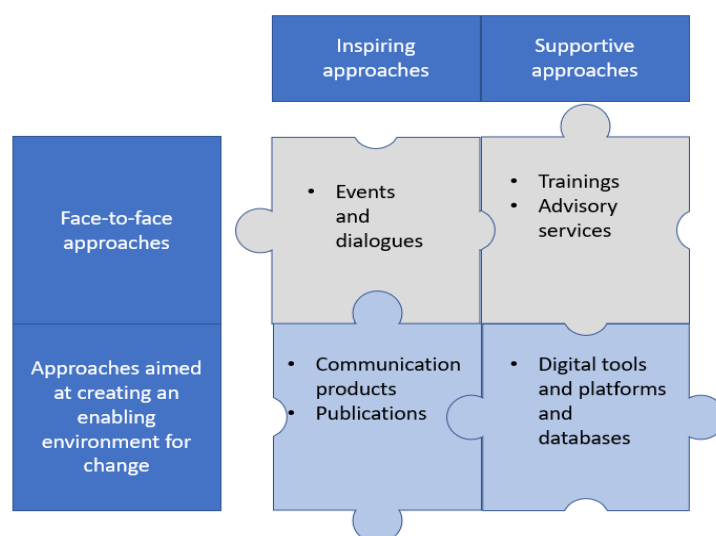 Inspiring
approaches
Supportive
approaches
Face-to-face
approaches
• Events
and
dialogues
• Trainings
• Advisory
services
Approaches aimed
at creating an
enabling
environment for
change
• Communication
products
• Publications
• Digital tools
and platforms
and
databases